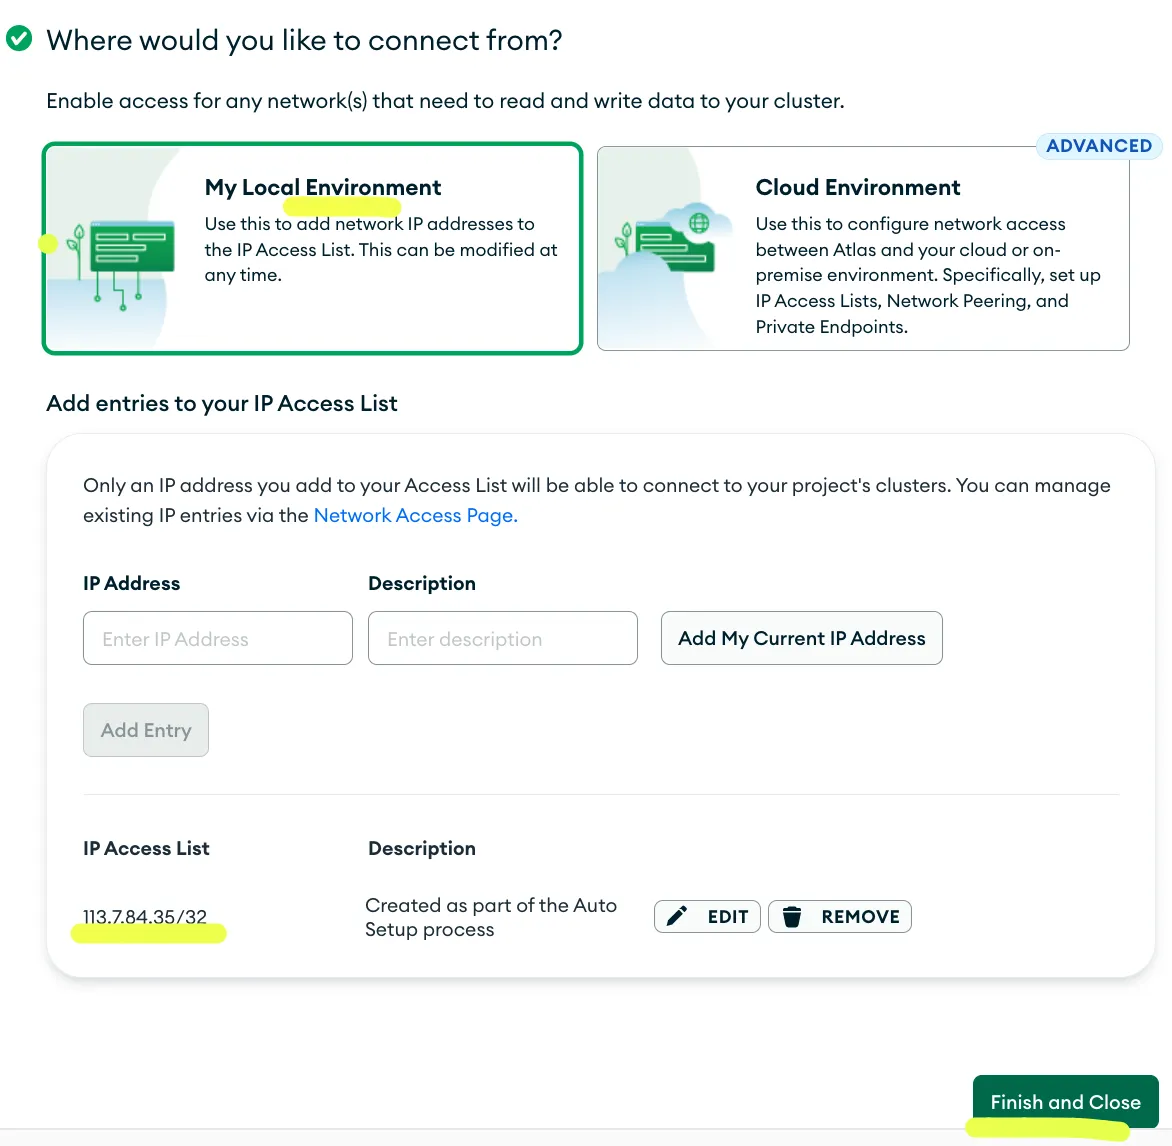 Where would you like to connect from?
Enable access for any network(s) that need to read and write data to your cluster.
ADVANCED
My Local Environment
Use this to add network IP addresses to
the IP Access List. This can be modified at
any time.
Cloud Environment
Use this to configure network access
between Atlas and your cloud or on-
premise environment. Specifically, set up
IP Access Lists, Network Peering, and
Private Endpoints.
Add entries to your IP Access List
Only an IP address you add to your Access List will be able to connect to your project's clusters. You can manage
existing IP entries via the Network Access Page.
IP Address Description
Enter IP Address Enter description Add My Current IP Address
Add Entry
IP Access List Description
113.7.84.35/32
Created as part of the Auto
Setup process
EDIT REMOVE
Finish and Close